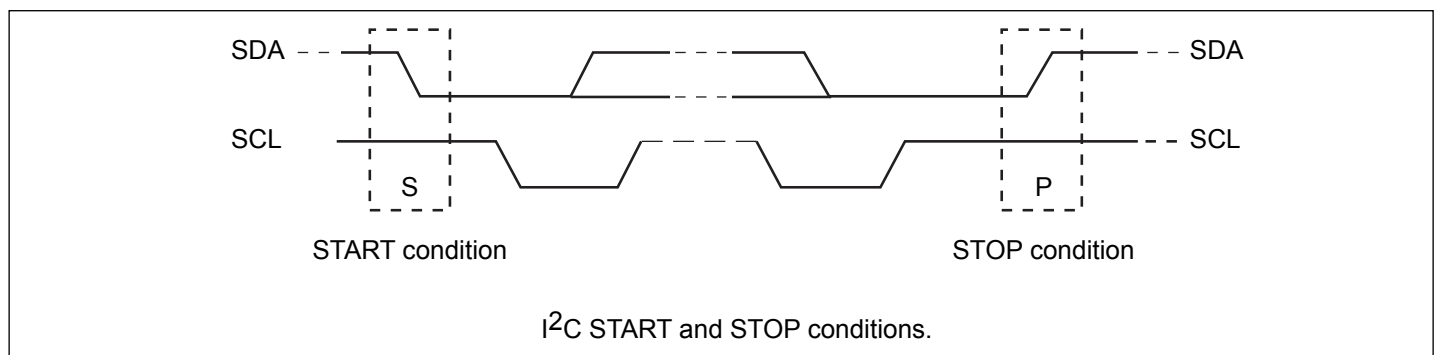 SDA SDA
SCL SCL
S P
START condition STOP condition
I²C START and STOP conditions.